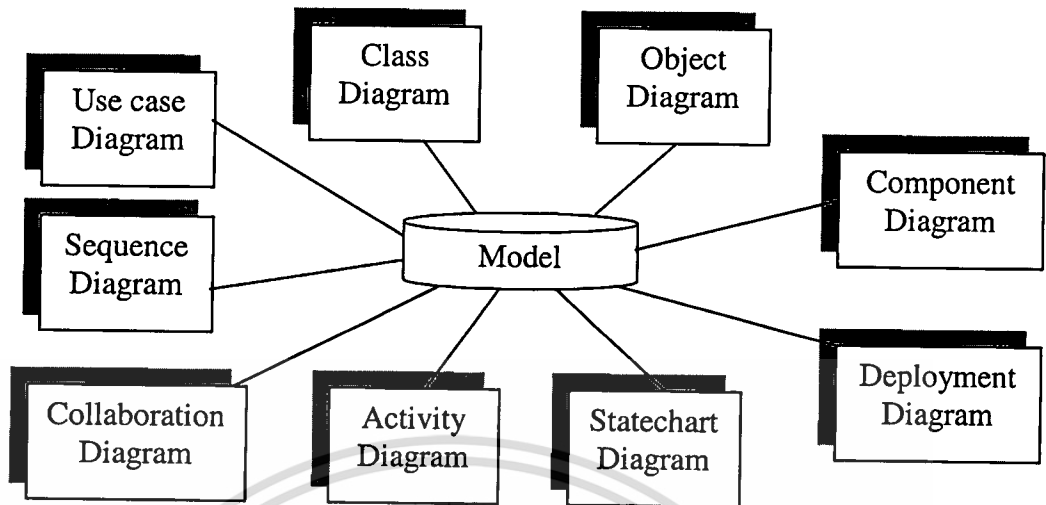 Class
Diagram
Object
Diagram
Use case
Diagram
Component
Diagram
Sequence
Diagram
Model
Deployment
Diagram
Collaboration
Diagram
Activity
Diagram
Statechart
Diagram